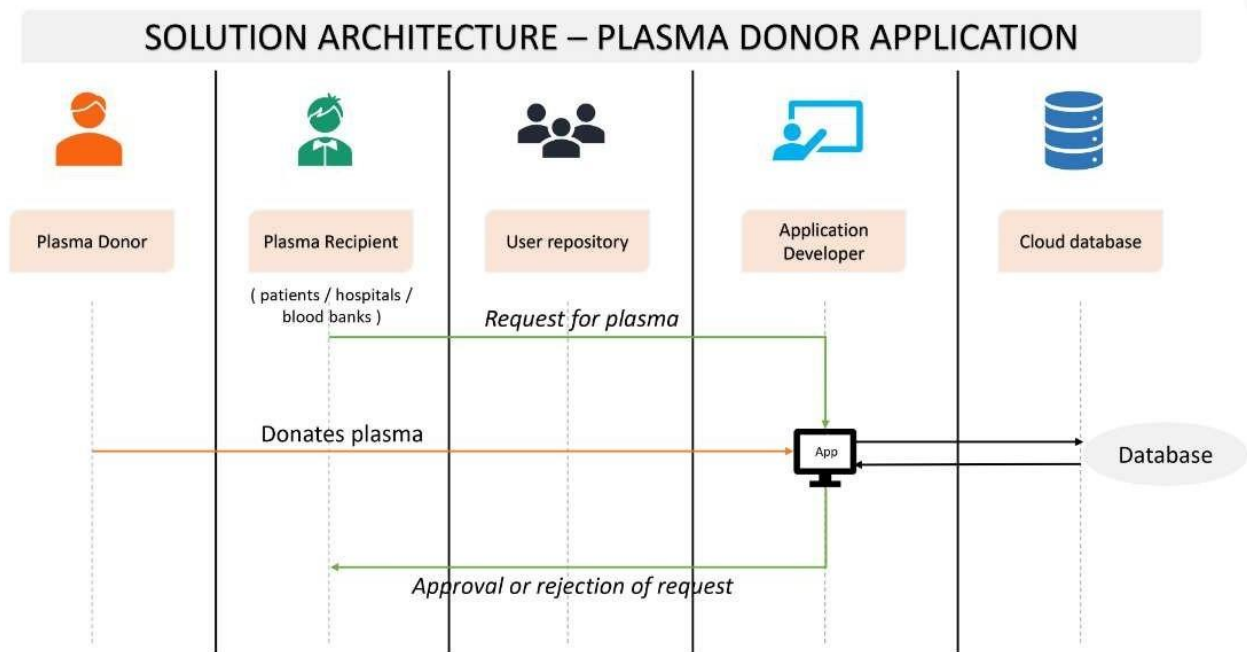 SOLUTION ARCHITECTURE – PLASMA DONOR APPLICATION
Plasma Donor
Plasma Recipient
( patients / hospitals /
blood banks )
User repository
Application
Developer
Cloud database
Request for plasma
Donates plasma
App
Database
Approval or rejection of request